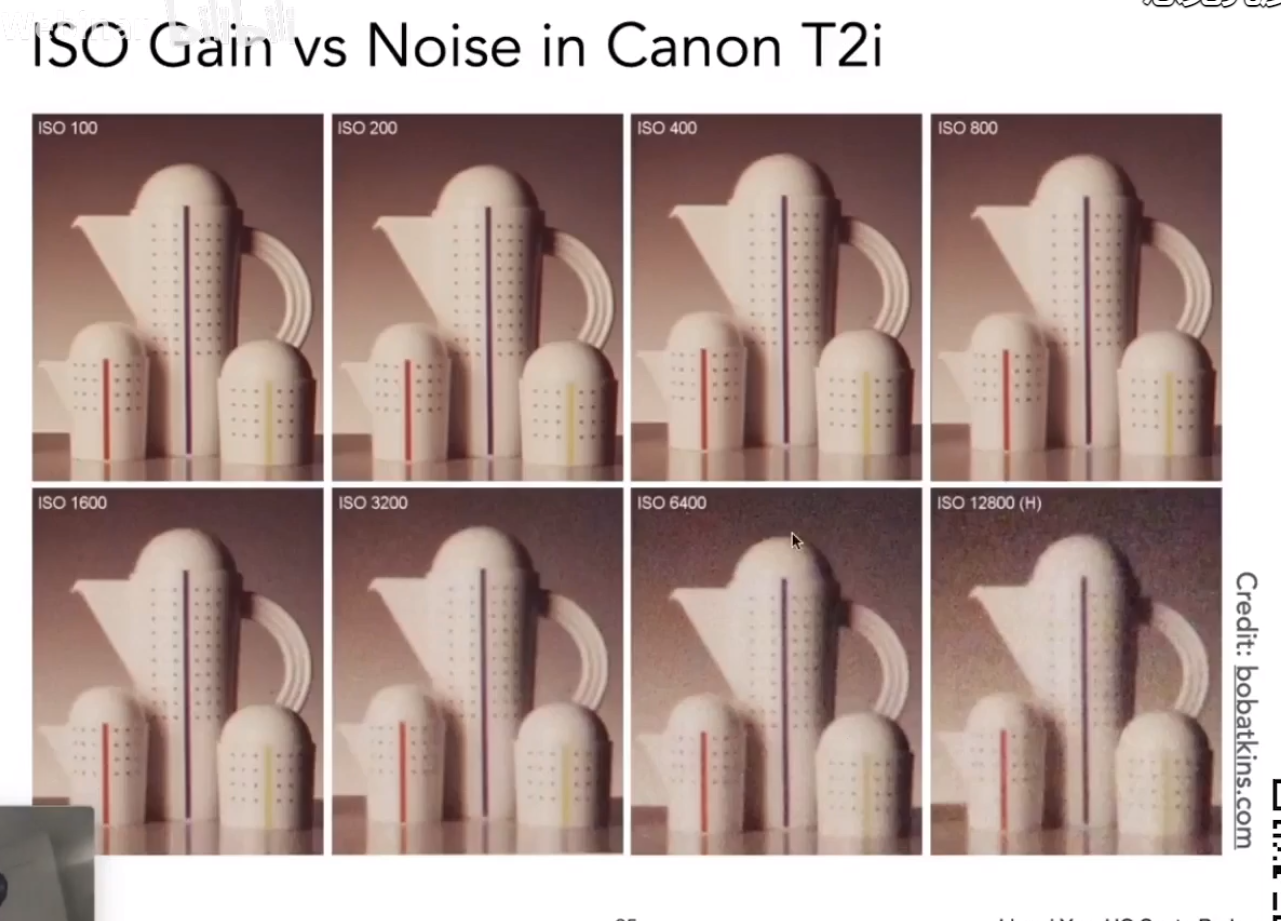 Webinar
ISO Gain vs Noise in Canon T2i
ISO 100
ISO 200
ISO 400
ISO 800
ISO 1600
ISO 3200
ISO 6400
ISO 12800 (H)
Credit: bobatkins.com